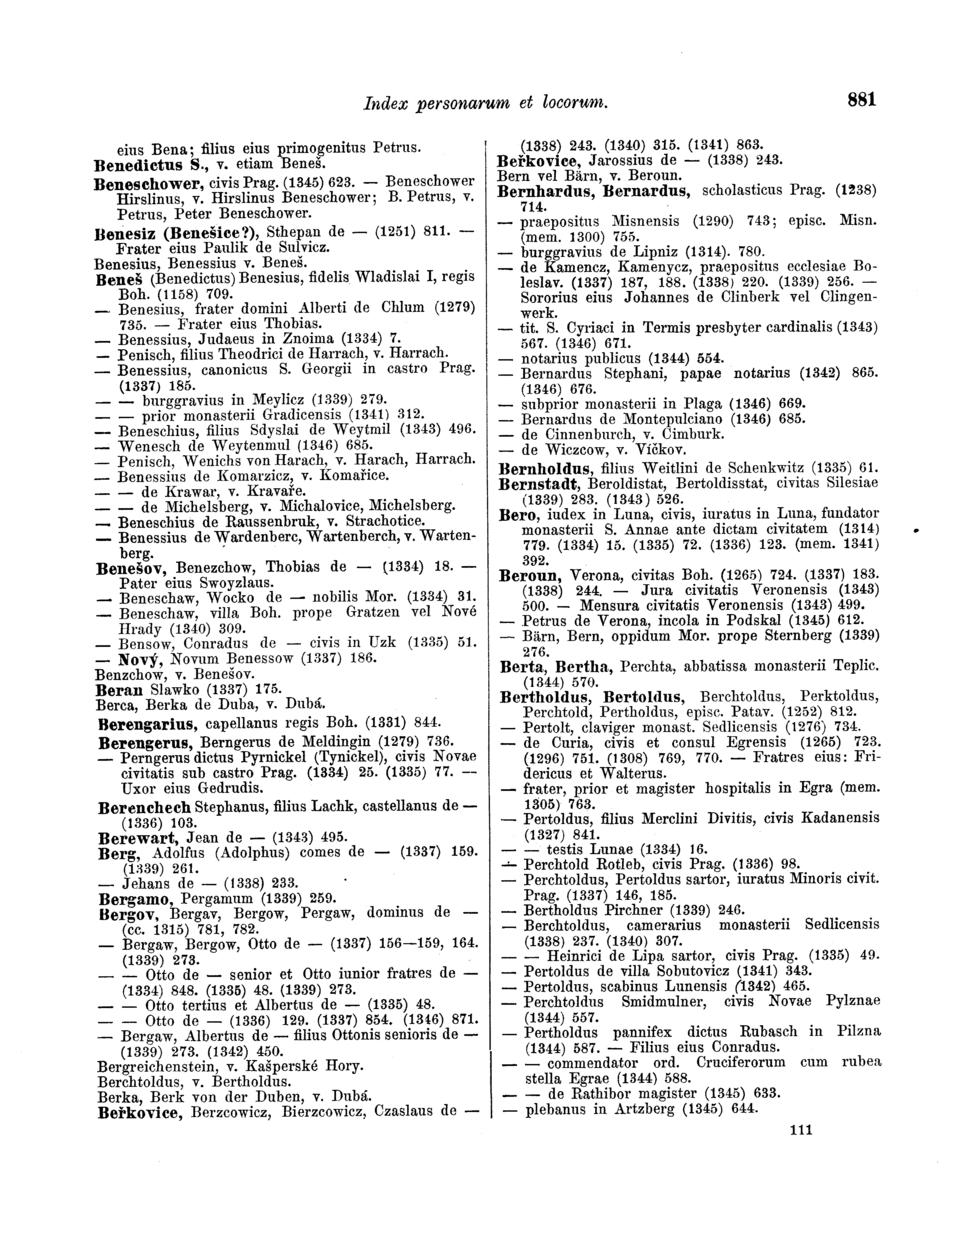 Index personarum et locorum.
881
eius Bena; filius eius primogenitus Petrus.
Benedictus S., v. etiam Beneš.
Beneschower, civis Prag. (1345) 623. — Beneschower
Hirslinus, v. Hirslinus Beneschower; B. Petrus, v.
Petrus, Peter Beneschower.
Benesiz (Benešice?), Sthepan de — (1251) 811. —
Frater eius Paulik de Sulvicz.
Benesius, Benessius v. Beneš.
Beneš (Benedictus) Benesius, fidelis Wladislai I, regis
Boh. (1158) 709.
— Benesius, frater domini Alberti de Chlum (1279)
735. — Frater eius Thobias.
— Benessius, Judaeus in Znoima (1334) 7.
— Penisch, filius Theodrici de Harrach, v. Harrach.
— Benessius, canonicus S. Georgii in castro Prag.
(1337) 185.
— — burggravius in Meylicz (1339) 279.
— — prior monasterii Gradicensis (1341) 312.
— Beneschius, filius Sdyslai de Weytmil (1343) 496.
— Wenesch de Weytenmul (1346) 685.
— Penisch, Wenichs von Harach, v. Harach, Harrach.
— Benessius de Komarzicz, v. Komařice.
— — de Krawar, v. Kravaře.
— — de Michelsberg, v. Michalovice, Michelsberg.
— Beneschius de Raussenbruk, v. Strachotice.
— Benessius de Wardenberc, Wartenberch, v. Warten-
berg.
Benešov, Benezchow, Thobias de — (1334) 18. —
Pater eius Swoyzlaus.
— Beneschaw, Wocko de — nobilis Mor. (1334) 31.
— Beneschaw, villa Boh. prope Gratzen vel Nové
Hrady (1340) 309.
— Bensow, Conradus de — civis in Uzk (1335) 51.
— Nový, Novum Benessow (1337) 186.
Benzchow, v. Benešov.
Beran Slawko (1337) 175.
Berca, Berka de Duba, v. Dubá.
Berengarius, capellanus regis Boh. (1331) 844.
Berengerus, Berngerus de Meldingin (1279) 736.
— Perngerus dictus Pyrnickel (Tynickel), civis Novae
civitatis sub castro Prag. (1334) 25. (1335) 77. —
Uxor eius Gedrudis.
Berenchech Stephanus, filius Lachk, castellanus de —
(1336) 103.
Berewart, Jean de — (1343) 495.
Berg, Adolfus (Adolphus) comes de — (1337) 159.
(1339) 261.
— Jehans de — (1338) 233.
Bergamo, Pergamum (1339) 259.
Bergov, Bergav, Bergow, Pergaw, dominus de —
(cc. 1315) 781, 782.
— Bergaw, Bergow, Otto de — (1337) 156—159, 164.
(1339) 273.
— — Otto de — senior et Otto iunior fratres de —
(1334) 848. (1335) 48. (1339) 273.
— — Otto tertius et Albertus de — (1335) 48.
— — Otto de — (1336) 129. (1337) 854. (1346) 871.
— Bergaw, Albertus de — filius Ottonis senioris de —
(1339) 273. (1342) 450.
Bergreichenstein, v. Kašperské Hory.
Berchtoldus, v. Bertholdus.
Berka, Berk von der Duben, v. Dubá.
Beřkovice, Berzcowicz, Bierzcowicz, Czaslaus de —
(1338) 243. (1340) 315. (1341) 863.
Beřkovice, Jarossius de — (1338) 243.
Bern vel Bärn, v. Beroun.
Bernhardus, Bernardus, scholasticus Prag. (1238)
714.
— praepositus Misnensis (1290) 743; episc. Misn.
(mem. 1300) 755.
— burggravius de Lipniz (1314). 780.
— de Kamencz, Kamenycz, praepositus ecclesiae Bo-
leslav. (1337) 187, 188. (1338) 220. (1339) 256. —
Sororius eius Johannes de Clinberk vel Clingen-
werk.
— tit. S. Cyriaci in Termis presbyter cardinalis (1343)
567. (1346) 671.
— notarius publicus (1344) 554.
— Bernardus Stephani, papae notarius (1342) 865.
(1346) 676.
— subprior monasterii in Plaga (1346) 669.
— Bernardus de Montepulciano (1346) 685.
— de Cinnenburch, v. Cimburk.
— de Wiczcow, v. Víčkov.
Bernholdus, filius Weitlini de Schenkwitz (1335) 61.
Bernstadt, Beroldistat, Bertoldisstat, civitas Silesiae
(1339) 283. (1343) 526.
Bero, iudex in Luna, civis, iuratus in Luna, fundator
monasterii S. Annae ante dictam civitatem (1314)
779. (1334) 15. (1335) 72. (1336) 123. (mem. 1341)
392.
Beroun, Verona, civitas Boh. (1265) 724. (1337) 183.
(1338) 244. — Jura civitatis Veronensis (1343)
500. — Mensura civitatis Veronensis (1343) 499.
— Petrus de Verona, incola in Podskal (1345) 612.
— Bärn, Bern, oppidum Mor. prope Sternberg (1339)
276.
Berta, Bertha, Perchta, abbatissa monasterii Teplic.
(1344) 570.
Bertholdus, Bertoldus, Berchtoldus, Perktoldus,
Perchtold, Pertholdus, episc. Patav. (1252) 812.
— Pertolt, claviger monast. Sedlicensis (1276) 734.
— de Curia, civis et consul Egrensis (1265) 723.
(1296) 751. (1308) 769, 770. — Fratres eius: Fri-
dericus et Walterus.
— frater, prior et magister hospitalis in Egra (mem.
1305) 763.
— Pertoldus, filius Merclini Divitis, civis Kadanensis
(1327) 841.
— — testis Lunae (1334) 16.
— Perchtold Rotleb, civis Prag. (1336) 98.
— Perchtoldus, Pertoldus sartor, iuratus Minoris civit.
Prag. (1337) 146, 185.
— Bertholdus Pirchner (1339) 246.
— Berchtoldus, camerarius monasterii Sedlicensis
(1338) 237. (1340) 307.
— — Heinrici de Lipa sartor, civis Prag. (1335) 49.
— Pertoldus de villa Sobutovicz (1341) 343.
— Pertoldus, scabinus Lunensis (1342) 465.
— Perchtoldus Smidmulner, civis Novae Pylznae
(1344) 557.
— Pertholdus pannifex dictus Rubasch in Pilzna
(1344) 587. — Filius eius Conradus.
— — commendator ord. Cruciferorum cum rubea
stella Egrae (1344) 588.
— — de Rathibor magister (1345) 633.
— plebanus in Artzberg (1345) 644.
111